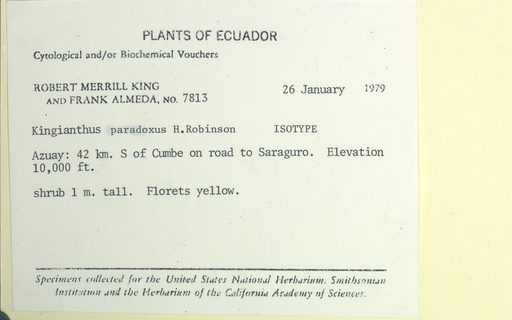 PLANTS OF ECUADOR
Cytological and/or Biochemical Vouchers
ROBERT MERRILL KING
AND FRANK ALMEDA, NO. 7813
26 January 1979
Kingianthus paradoxus H.Robinson ISOTYPE
Azuay: 42 km. S of Cumbe on road to Saraguro. Elevation
10,000 ft.
shrub 1 m. tall. Florets yellow.
Specimens collected for the United States National Herbarium, Smithsonian
Institution and the Herbarium of the California Academy of Sciences.